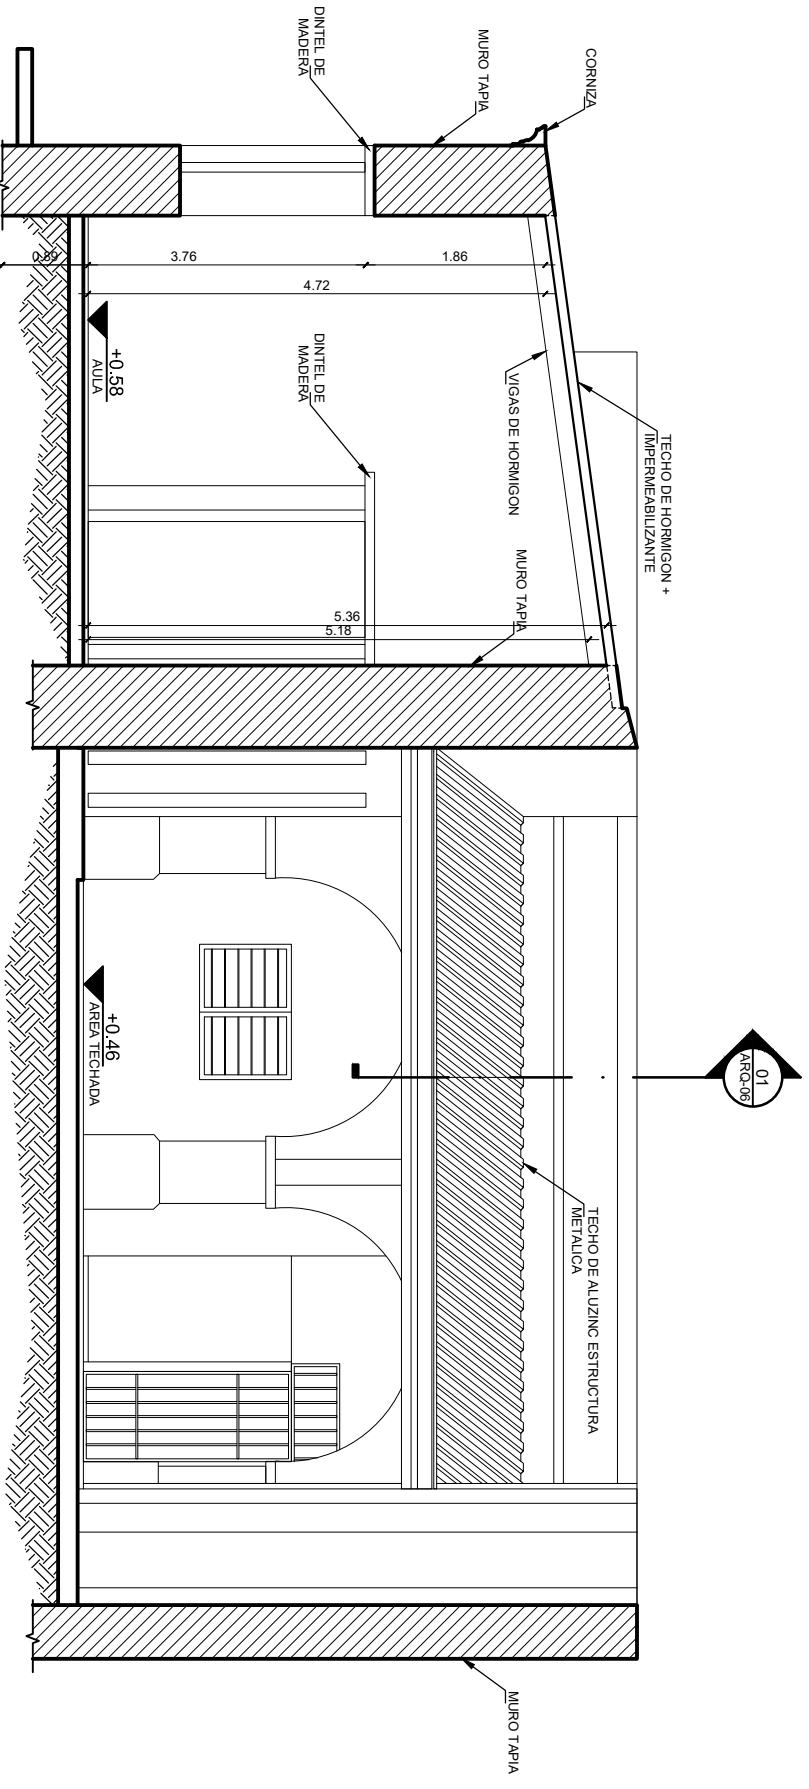 DINTEL DE
MADERA
MURO TAPIA
CORNIZA
0.89
3.76
1.86
4.72
+0.58
AULA
DINTEL DE
MADERA
VIGAS DE HORMIGON
TECHO DE HORMIGON +
IMPERMEABILIZANTE
MURO TAPIA
5.36
5.18
+0.46
AREA TECHADA
01
ARQ-06
TECHO DE ALUZINC ESTRUCTURA
METALICA
MURO TAPIA